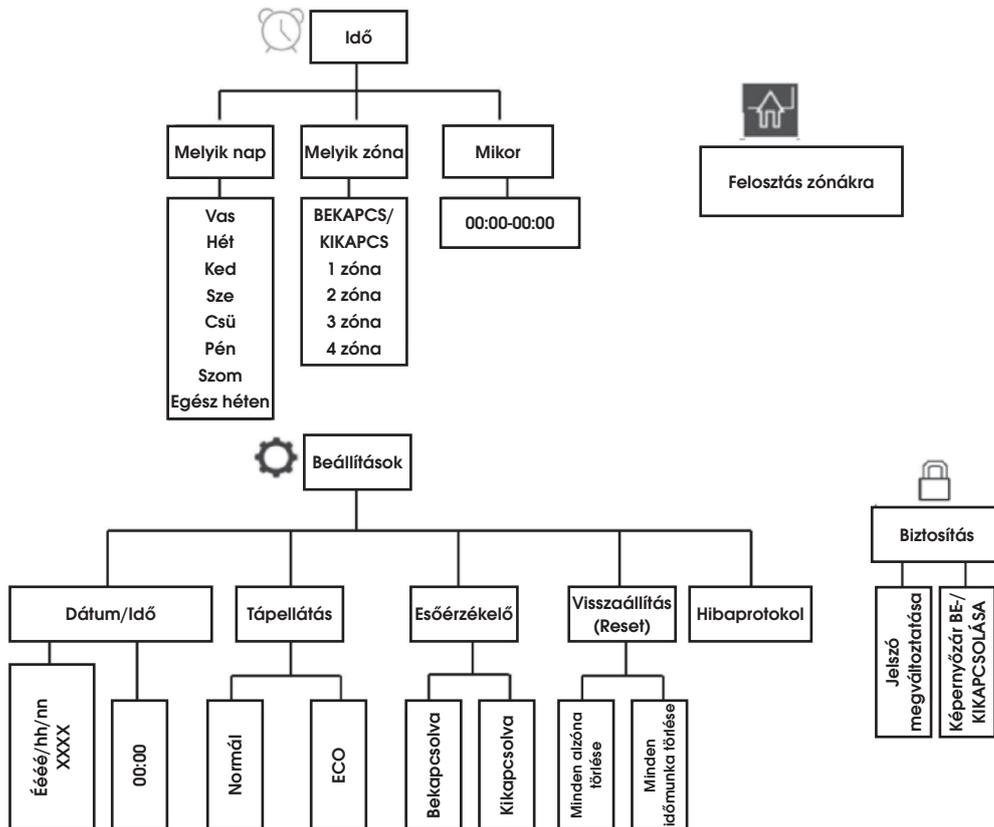 Idő
Melyik nap
Melyik zóna
Mikor
Vas
Hét
Ked
Sze
Csü
Pén
Szom
Egész héten
BEKAPCS/
KIKAPCS
1 zóna
2 zóna
3 zóna
4 zóna
00:00-00:00
Felosztás zónákra
Beállítások
Dátum/Idő
Tápellátás
Esőérzékelő
Visszaállítás
(Reset)
Hibaprotokol
Éééé/hh/nn
XXXX
00:00
Normál
ECO
Bekapcsolva
Kikapcsolva
Minden alzóna
törlése
Minden
időmunka törlése
Biztosítás
Jelszó
megváltoztatása
Képernyőzár BE-/
KIKAPCSOLÁSA